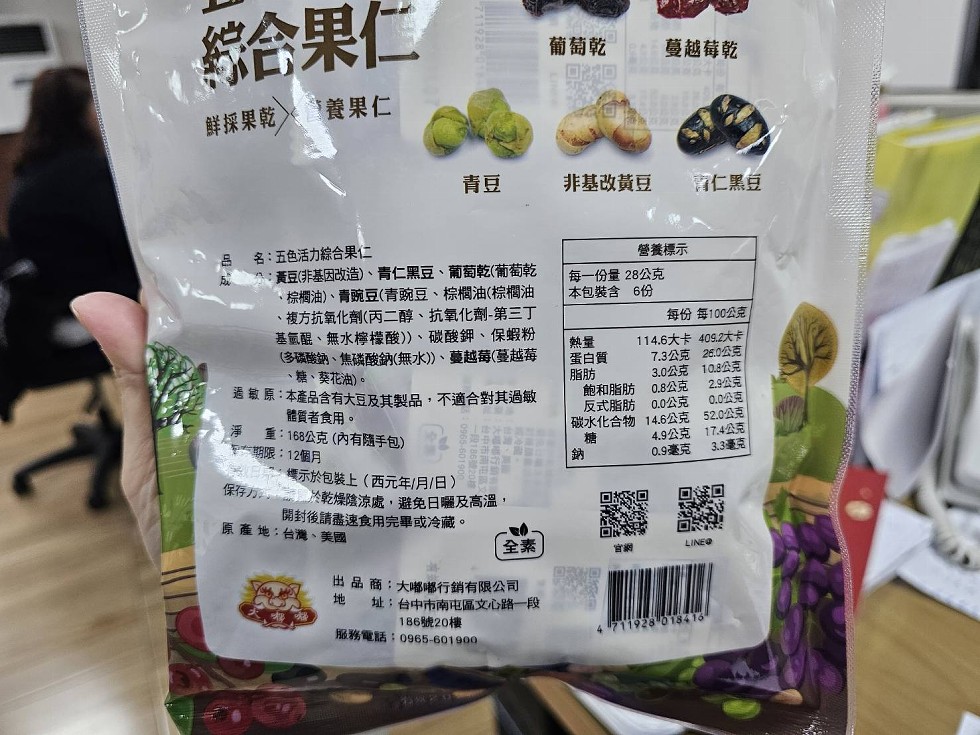 綜合果仁
鮮採果乾 養果仁
葡萄乾
蔓越莓乾
青豆
非基改黃豆
青仁黑豆
品 名：五色活力綜合果仁
成 分：黃豆(非基因改造)、青仁黑豆、葡萄乾(葡萄乾
、棕櫚油)、青豌豆(青豌豆、棕櫚油(棕櫚油
、複方抗氧化劑(丙二醇、抗氧化劑-第三丁
基氫醌、無水檸檬酸))、碳酸鉀、保蝦粉
(多磷酸鈉、焦磷酸鈉(無水))、蔓越莓(蔓越莓
、糖、葵花油)。
過敏原：本產品含有大豆及其製品，不適合對其過敏
體質者食用。
淨 重：168公克 (內有隨手包)
期限：12個月
標示於包裝上 (西元年/月/日)
保存方 於乾燥陰涼處，避免日曬及高溫，
開封後請盡速食用完畢或冷藏。
原產地：台灣、美國
營養標示
每一份量 28公克
本包裝含 6份
每份 每100公克
熱量 114.6大卡 409.2大卡
蛋白質 7.3公克 26.0公克
脂肪 3.0公克 10.8公克
飽和脂肪 0.8公克 2.9公克
反式脂肪 0.0公克 0.0公克
碳水化合物 14.6公克 52.0公克
糖 4.9公克 17.4公克
鈉 0.9毫克 3.3毫克
全素
官網
LINE@
大嘟嘟
出品商：大嘟嘟行銷有限公司
地 址：台中市南屯區文心路一段
186號20樓
服務電話：0965-601900
4 711928 018416